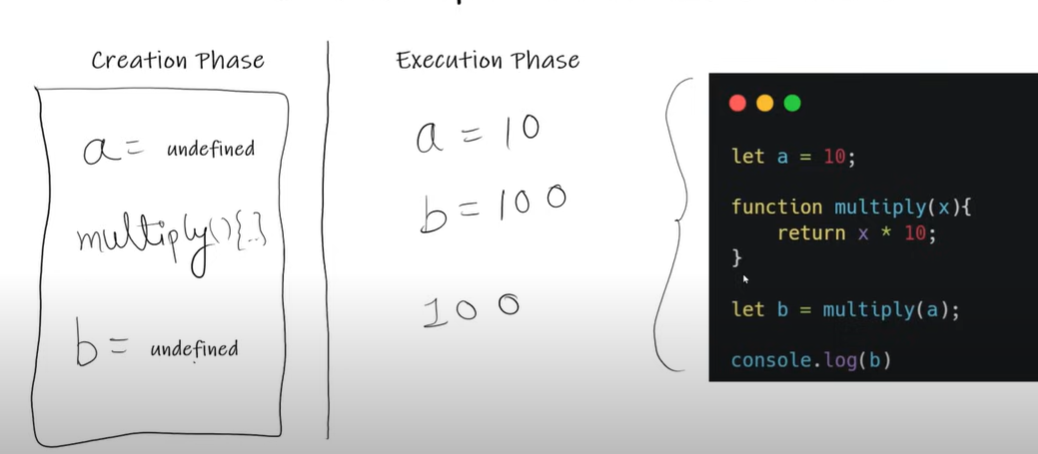 Creation Phase
a = undefined
multiply(){..}
b = undefined
Execution Phase
a = 10
b = 100
100
let a = 10;
function multiply(x){
    return x * 10;
}
let b = multiply(a);
console.log(b)